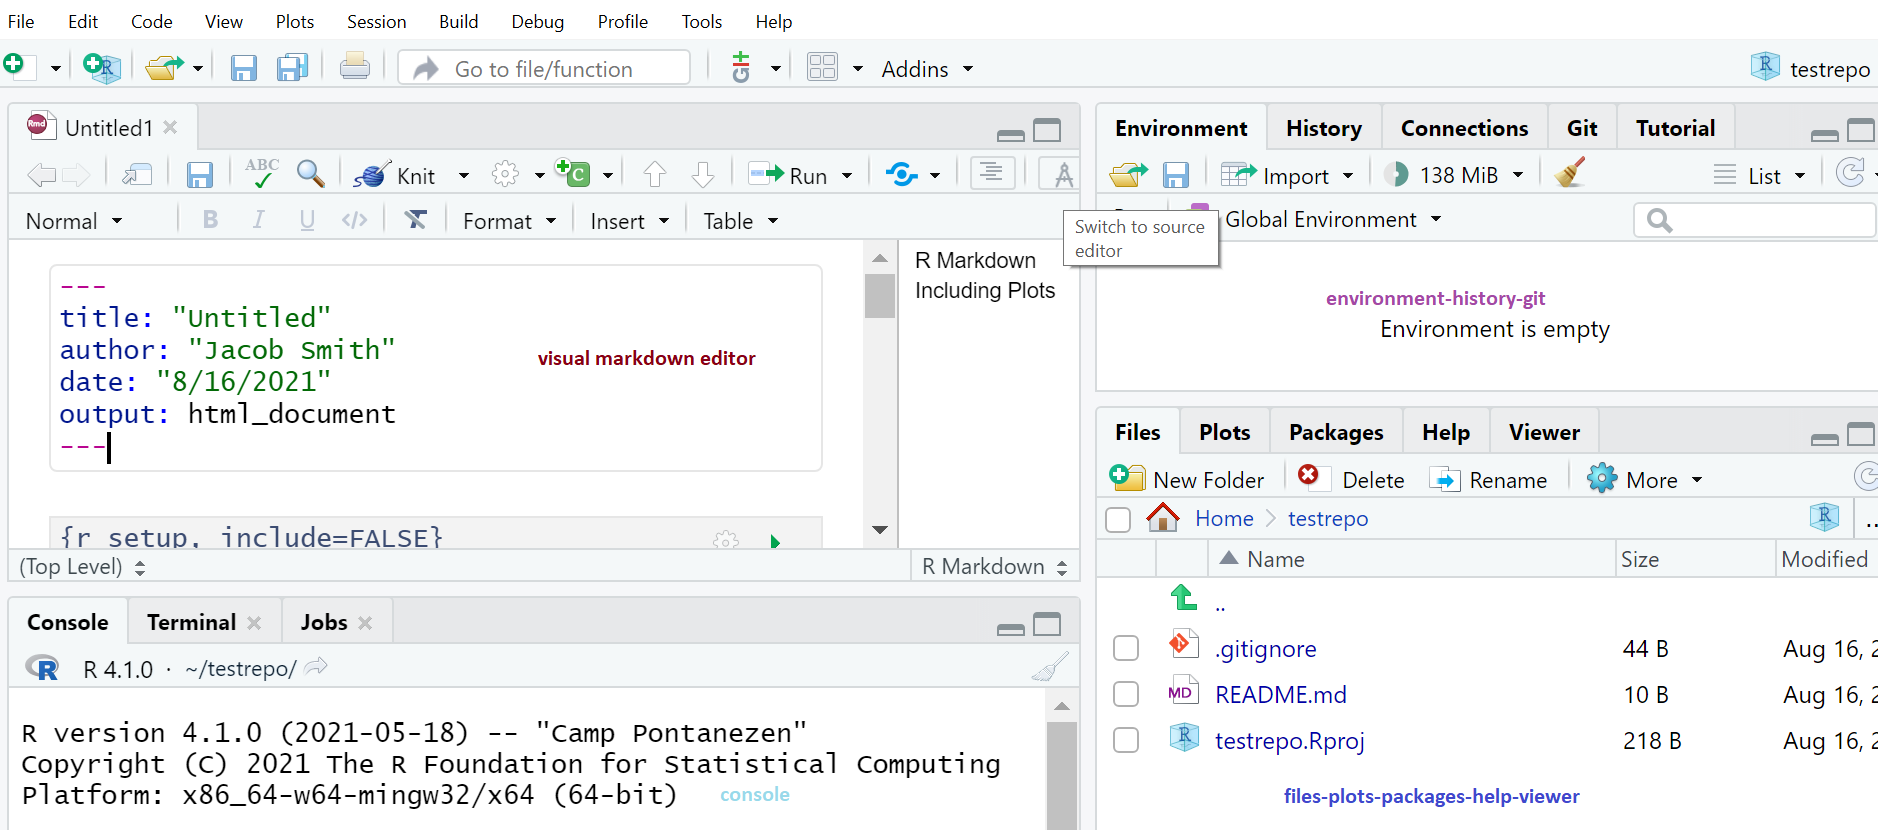 File Edit Code View Plots Session Build Debug Profile Tools Help
Go to file/function Addins testrepo
Untitled1
ABC Knit Run
Normal B I U </> Format Insert Table
---
title: "Untitled"
author: "Jacob Smith"
date: "8/16/2021"
output: html_document
---
visual markdown editor
{r setup, include=FALSE}
R Markdown
Including Plots
(Top Level) R Markdown
Console Terminal Jobs
R 4.1.0 · ~/testrepo/
R version 4.1.0 (2021-05-18) -- "Camp Pontanezen"
Copyright (C) 2021 The R Foundation for Statistical Computing
Platform: x86_64-w64-mingw32/x64 (64-bit)
console
Environment History Connections Git Tutorial
Import 138 MiB List
Global Environment
Switch to source
editor
environment-history-git
Environment is empty
Files Plots Packages Help Viewer
New Folder Delete Rename More
Home testrepo ..
Name Size Modified
..
.gitignore 44 B Aug 16, 2
README.md 10 B Aug 16, 2
testrepo.Rproj 218 B Aug 16, 2
files-plots-packages-help-viewer